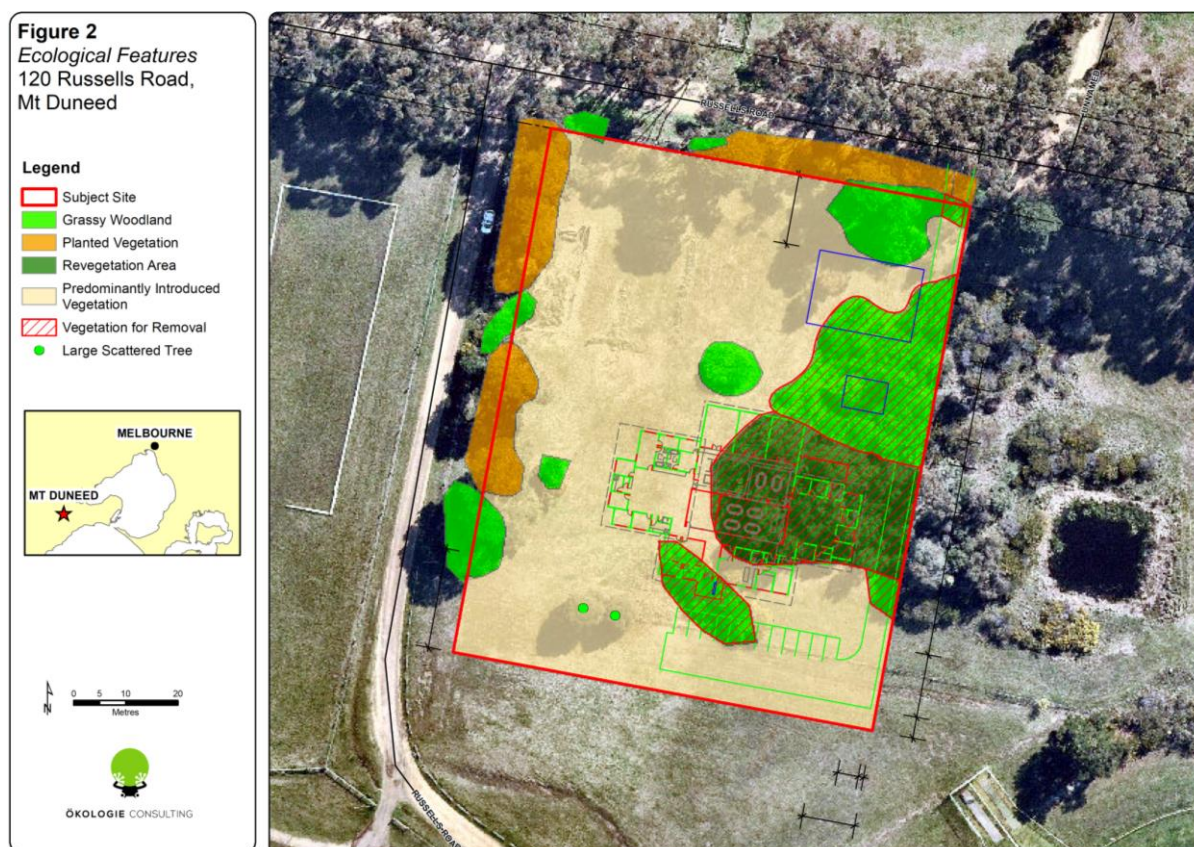 Figure 2
Ecological Features
120 Russells Road,
Mt Duneed
Legend
Subject Site
Grassy Woodland
Planted Vegetation
Revegetation Area
Predominantly Introduced
Vegetation
Vegetation for Removal
Large Scattered Tree
MELBOURNE
MT DUNEED
N
0 5 10 20
Metres
ÖKOLOGIE CONSULTING
RUSSELLS ROAD
UNNAMED
RUSSELLS ROAD